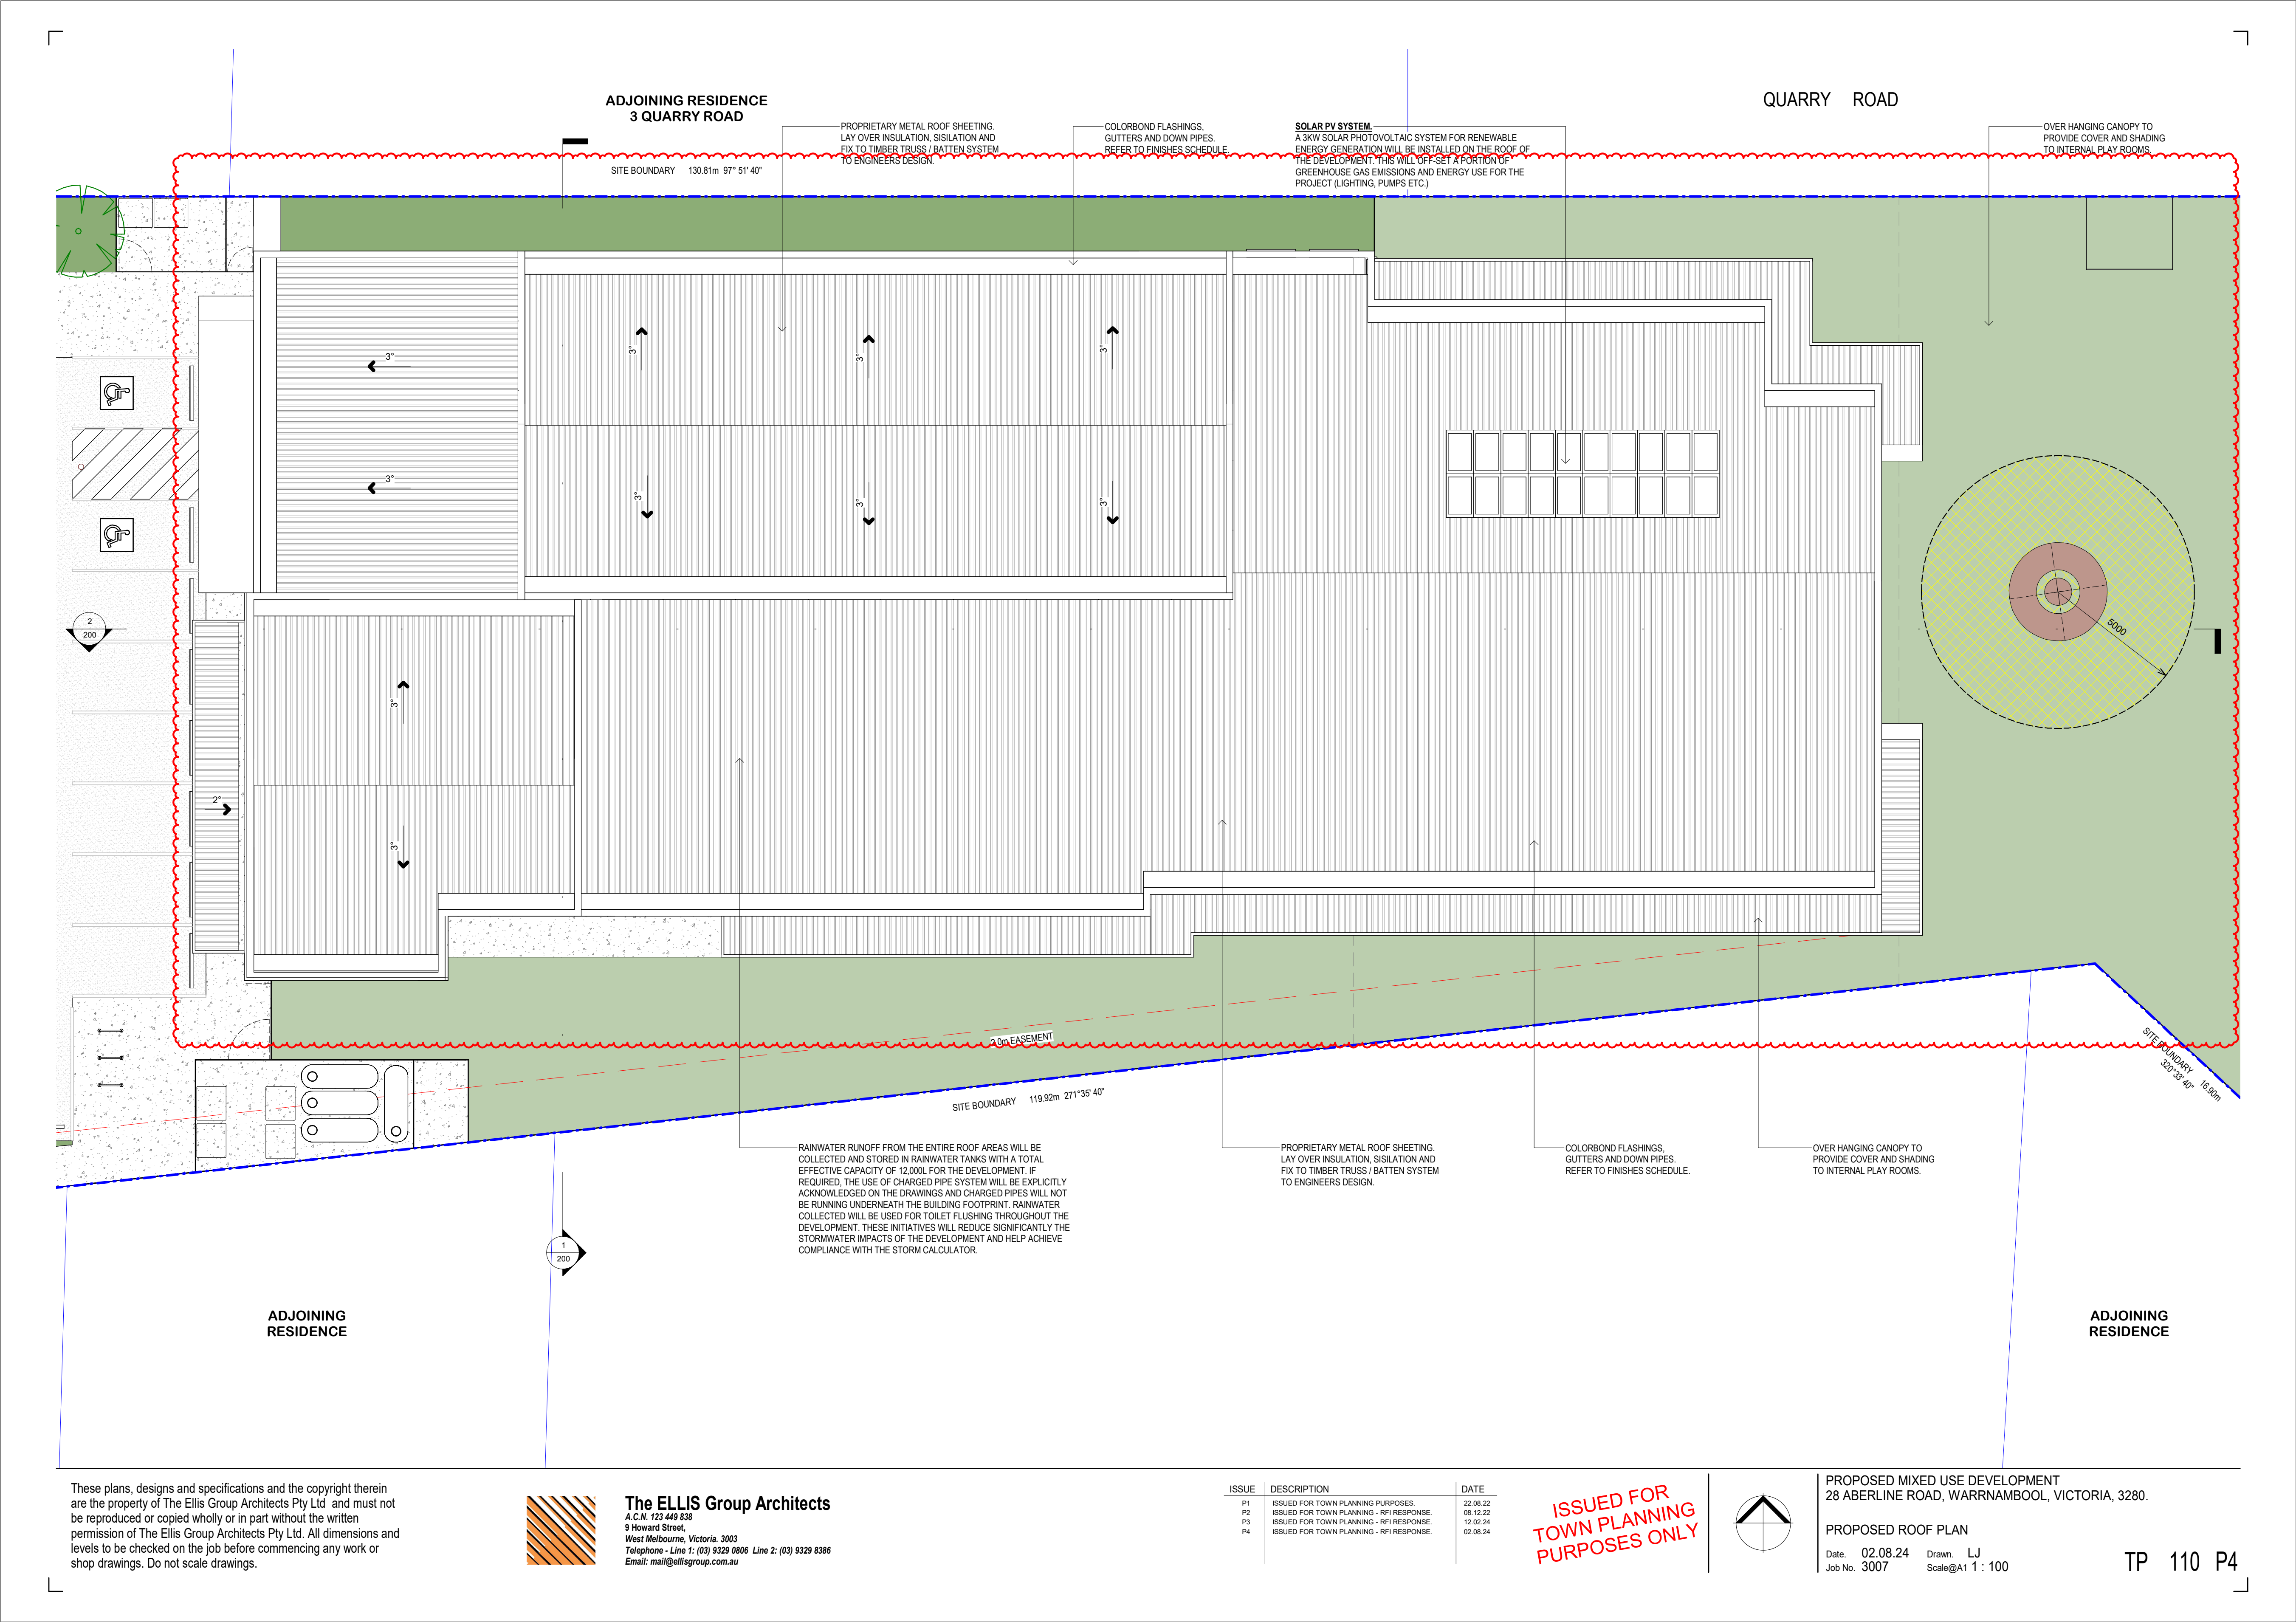 ADJOINING RESIDENCE
3 QUARRY ROAD
QUARRY ROAD
PROPRIETARY METAL ROOF SHEETING.
LAY OVER INSULATION, SISILATION AND
FIX TO TIMBER TRUSS / BATTEN SYSTEM
TO ENGINEERS DESIGN.
COLORBOND FLASHINGS,
GUTTERS AND DOWN PIPES.
REFER TO FINISHES SCHEDULE.
SOLAR PV SYSTEM.
A 3KW SOLAR PHOTOVOLTAIC SYSTEM FOR RENEWABLE
ENERGY GENERATION WILL BE INSTALLED ON THE ROOF OF
THE DEVELOPMENT. THIS WILL OFF-SET A PORTION OF
GREENHOUSE GAS EMISSIONS AND ENERGY USE FOR THE
PROJECT (LIGHTING, PUMPS ETC.)
OVER HANGING CANOPY TO
PROVIDE COVER AND SHADING
TO INTERNAL PLAY ROOMS.
SITE BOUNDARY 130.81m 97° 51' 40"
3°
3°
3°
3°
3°
3°
3°
3°
5000
2
200
3°
2°
3°
2.0m EASEMENT
SITE BOUNDARY 119.92m 271°35' 40"
SITE BOUNDARY 16.90m
320°33' 40"
RAINWATER RUNOFF FROM THE ENTIRE ROOF AREAS WILL BE
COLLECTED AND STORED IN RAINWATER TANKS WITH A TOTAL
EFFECTIVE CAPACITY OF 12,000L FOR THE DEVELOPMENT. IF
REQUIRED, THE USE OF CHARGED PIPE SYSTEM WILL BE EXPLICITLY
ACKNOWLEDGED ON THE DRAWINGS AND CHARGED PIPES WILL NOT
BE RUNNING UNDERNEATH THE BUILDING FOOTPRINT. RAINWATER
COLLECTED WILL BE USED FOR TOILET FLUSHING THROUGHOUT THE
DEVELOPMENT. THESE INITIATIVES WILL REDUCE SIGNIFICANTLY THE
STORMWATER IMPACTS OF THE DEVELOPMENT AND HELP ACHIEVE
COMPLIANCE WITH THE STORM CALCULATOR.
PROPRIETARY METAL ROOF SHEETING.
LAY OVER INSULATION, SISILATION AND
FIX TO TIMBER TRUSS / BATTEN SYSTEM
TO ENGINEERS DESIGN.
COLORBOND FLASHINGS,
GUTTERS AND DOWN PIPES.
REFER TO FINISHES SCHEDULE.
OVER HANGING CANOPY TO
PROVIDE COVER AND SHADING
TO INTERNAL PLAY ROOMS.
1
200
ADJOINING
RESIDENCE
ADJOINING
RESIDENCE
These plans, designs and specifications and the copyright therein
are the property of The Ellis Group Architects Pty Ltd and must not
be reproduced or copied wholly or in part without the written
permission of The Ellis Group Architects Pty Ltd. All dimensions and
levels to be checked on the job before commencing any work or
shop drawings. Do not scale drawings.
The ELLIS Group Architects
A.C.N. 123 449 838
9 Howard Street,
West Melbourne, Victoria. 3003
Telephone - Line 1: (03) 9329 0806 Line 2: (03) 9329 8386
Email: mail@ellisgroup.com.au
ISSUE DESCRIPTION DATE
P1 ISSUED FOR TOWN PLANNING PURPOSES. 22.08.22
P2 ISSUED FOR TOWN PLANNING - RFI RESPONSE. 08.12.22
P3 ISSUED FOR TOWN PLANNING - RFI RESPONSE. 12.02.24
P4 ISSUED FOR TOWN PLANNING - RFI RESPONSE. 02.08.24
ISSUED FOR
TOWN PLANNING
PURPOSES ONLY
PROPOSED MIXED USE DEVELOPMENT
28 ABERLINE ROAD, WARRNAMBOOL, VICTORIA, 3280.
PROPOSED ROOF PLAN
Date. 02.08.24 Drawn. LJ
Job No. 3007 Scale@A1 1 : 100
TP 110 P4